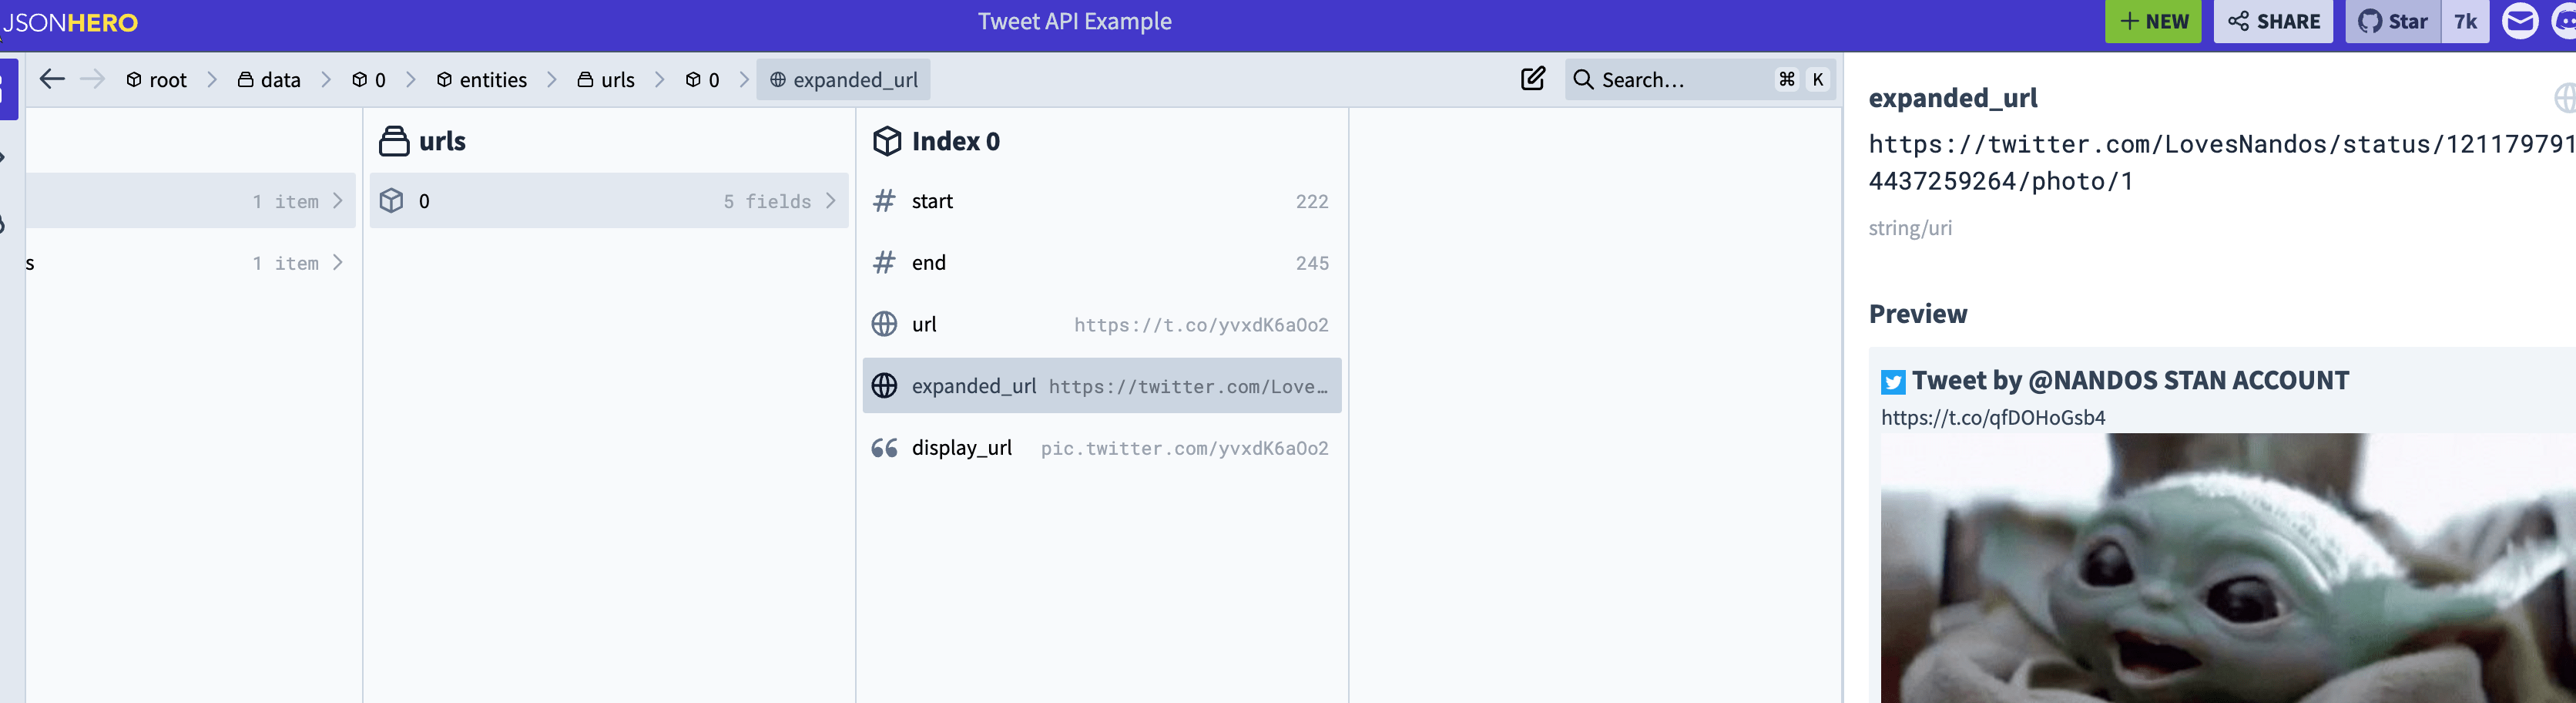 JSONHERO
Tweet API Example
NEW
SHARE
Star
7k
root
data
0
entities
urls
0
expanded_url
Search…
⌘ K
1 item
s 1 item
urls
0 5 fields
Index 0
# start 222
# end 245
url https://t.co/yvxdK6aOo2
expanded_url https://twitter.com/Love…
display_url pic.twitter.com/yvxdK6aOo2
expanded_url
https://twitter.com/LovesNandos/status/121179791
4437259264/photo/1
string/uri
Preview
Tweet by @NANDOS STAN ACCOUNT
https://t.co/qfDOHoGsb4